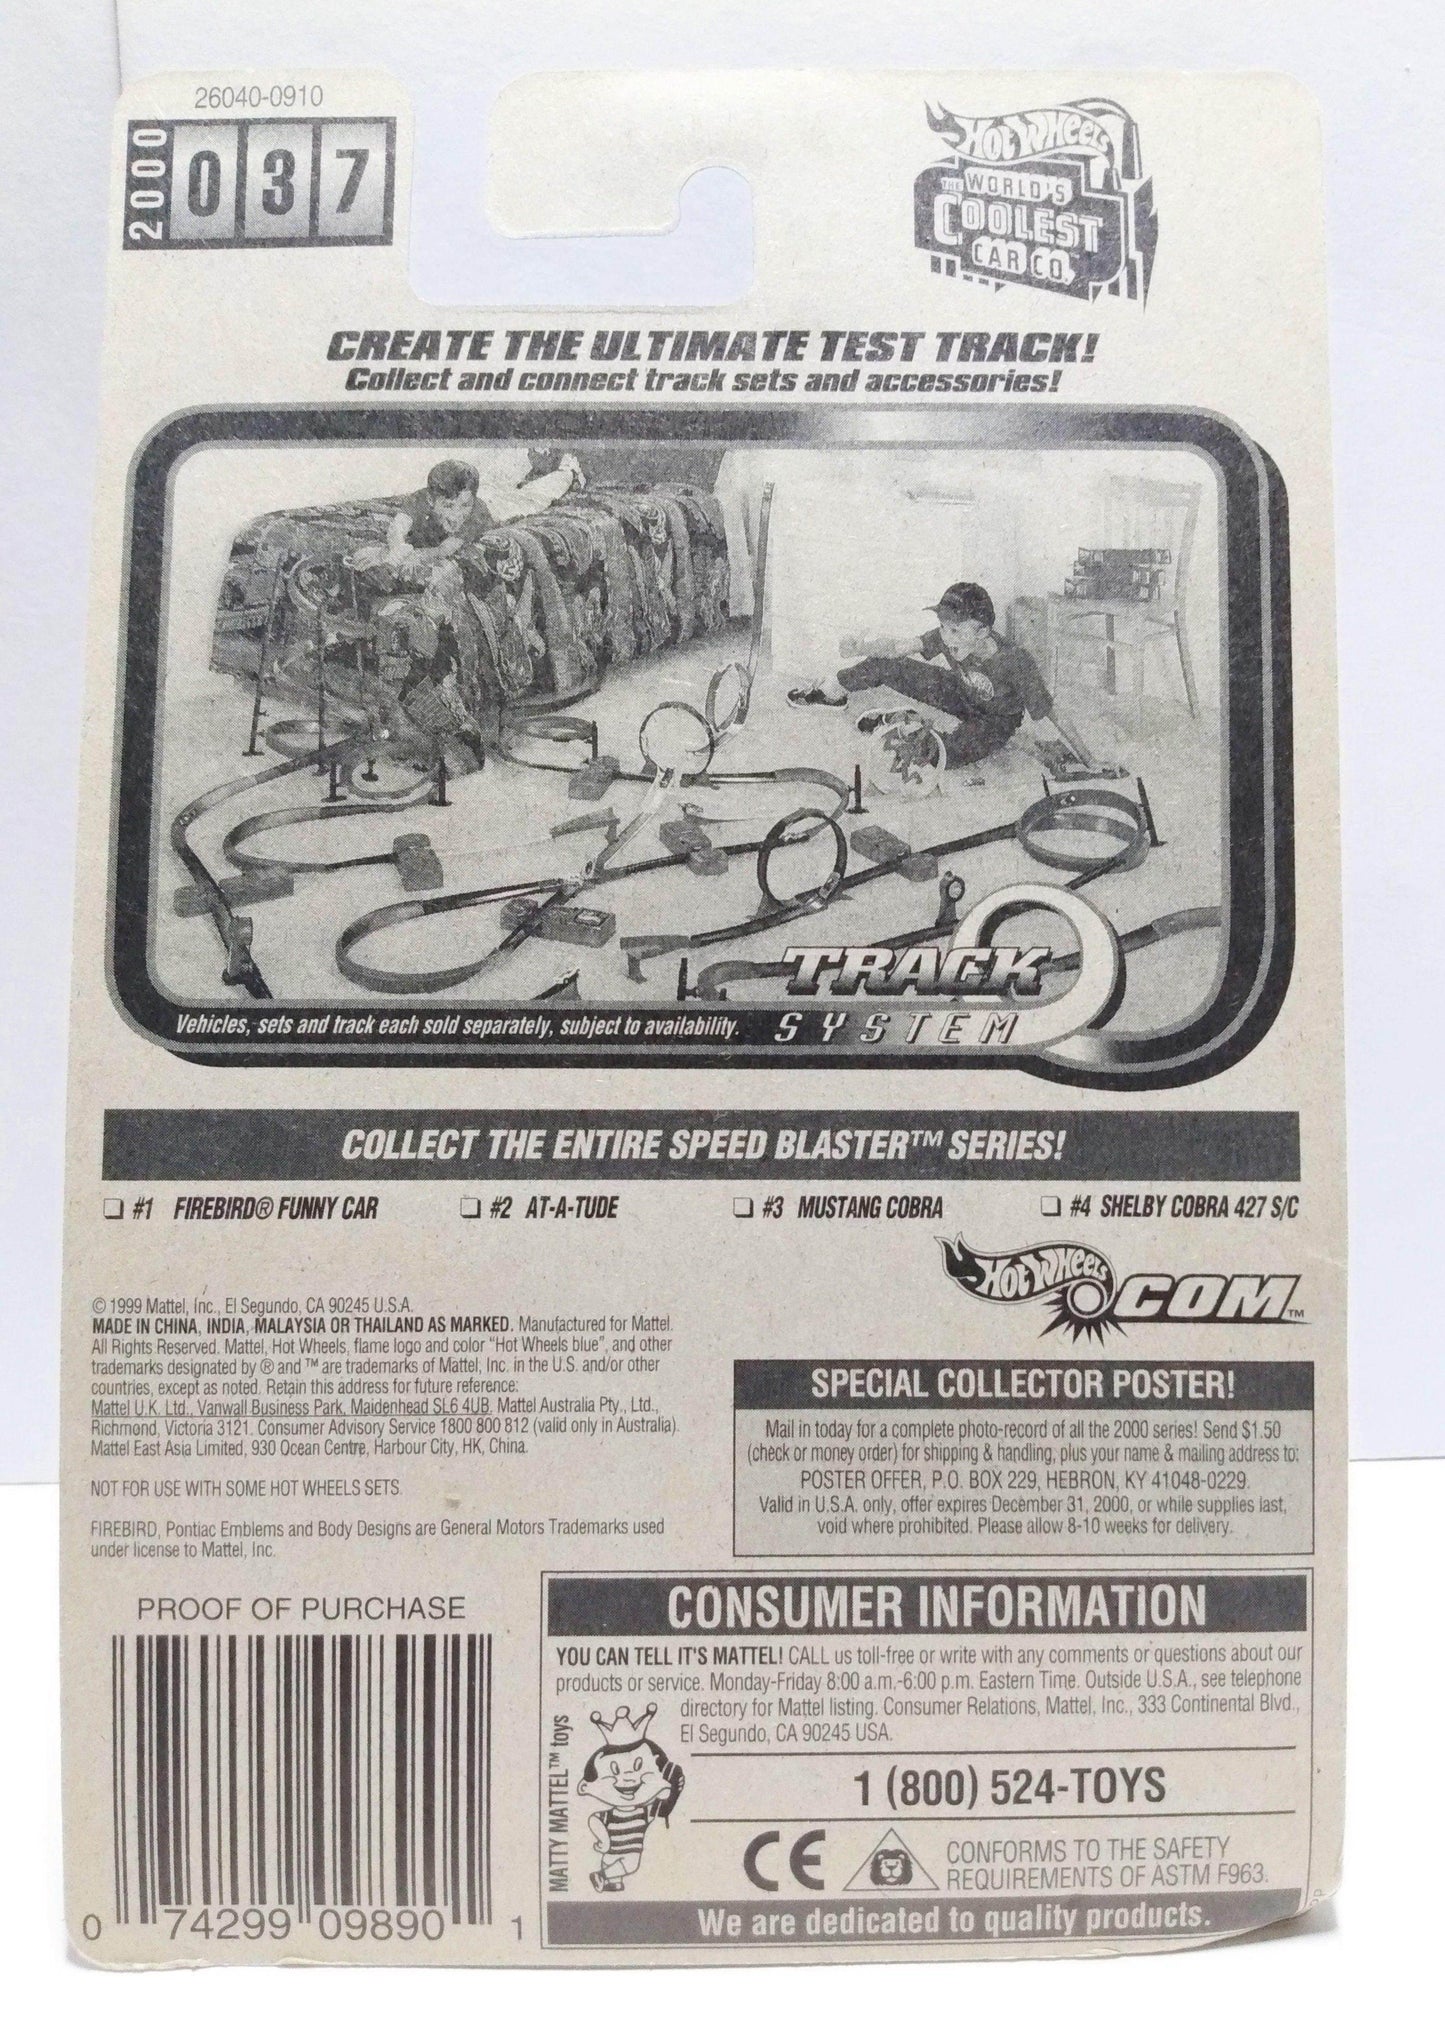 26040-0910
2000
037
HOT WHEELS
THE WORLD'S
COOLEST
CAR CO.
CREATE THE ULTIMATE TEST TRACK!
Collect and connect track sets and accessories!
TRACK
SYSTEM
Vehicles, sets and track each sold separately, subject to availability.
COLLECT THE ENTIRE SPEED BLASTER™ SERIES!
❏ #1 FIREBIRD® FUNNY CAR ❏ #2 AT-A-TUDE ❏ #3 MUSTANG COBRA ❏ #4 SHELBY COBRA 427 S/C
HOT WHEELS.COM™
© 1999 Mattel, Inc., El Segundo, CA 90245 U.S.A.
MADE IN CHINA, INDIA, MALAYSIA OR THAILAND AS MARKED. Manufactured for Mattel.
All Rights Reserved. Mattel, Hot Wheels, flame logo and color "Hot Wheels blue", and other
trademarks designated by ® and ™ are trademarks of Mattel, Inc. in the U.S. and/or other
countries, except as noted. Retain this address for future reference:
Mattel U.K. Ltd., Vanwall Business Park, Maidenhead SL6 4UB. Mattel Australia Pty., Ltd.,
Richmond, Victoria 3121. Consumer Advisory Service 1800 800 812 (valid only in Australia).
Mattel East Asia Limited, 930 Ocean Centre, Harbour City, HK, China.
NOT FOR USE WITH SOME HOT WHEELS SETS.
FIREBIRD, Pontiac Emblems and Body Designs are General Motors Trademarks used
under license to Mattel, Inc.
SPECIAL COLLECTOR POSTER!
Mail in today for a complete photo-record of all the 2000 series! Send $1.50
(check or money order) for shipping & handling, plus your name & mailing address to:
POSTER OFFER, P.O. BOX 229, HEBRON, KY 41048-0229.
Valid in U.S.A. only, offer expires December 31, 2000, or while supplies last,
void where prohibited. Please allow 8-10 weeks for delivery.
PROOF OF PURCHASE
0 74299 09890 1
CONSUMER INFORMATION
YOU CAN TELL IT'S MATTEL! CALL us toll-free or write with any comments or questions about our
products or service. Monday-Friday 8:00 a.m.-6:00 p.m. Eastern Time. Outside U.S.A., see telephone
directory for Mattel listing. Consumer Relations, Mattel, Inc., 333 Continental Blvd.,
El Segundo, CA 90245 USA.
MATTY MATTEL™ toys
1 (800) 524-TOYS
CE
CONFORMS TO THE SAFETY
REQUIREMENTS OF ASTM F963.
We are dedicated to quality products.